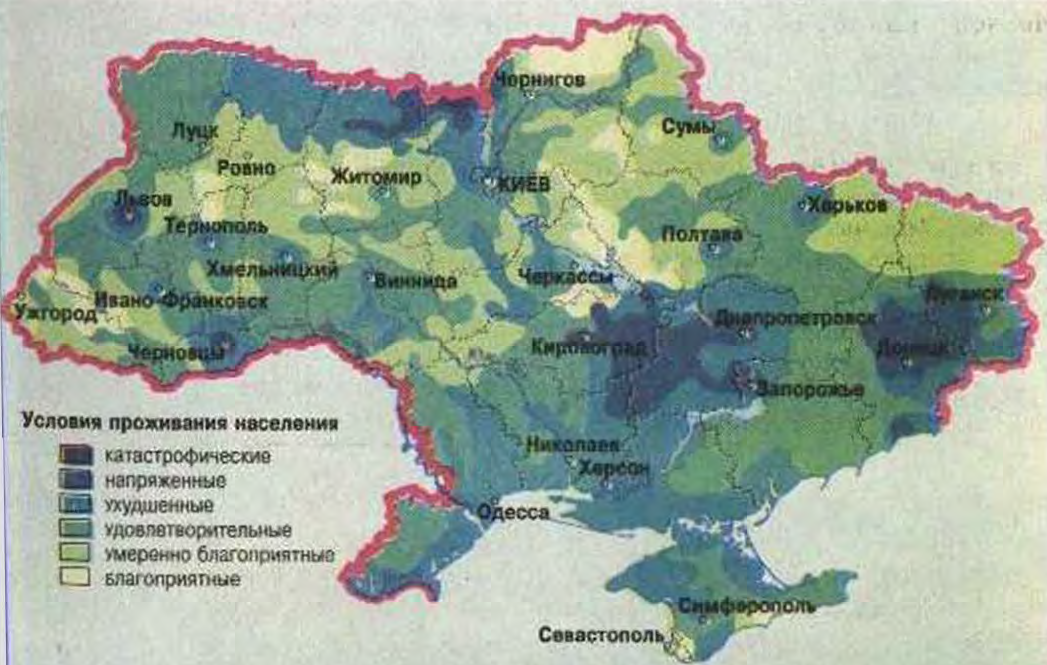 Чернигов
Сумы
Луцк
Ровно
Житомир
КИЕВ
Харьков
Львов
Тернополь
Полтава
Хмельницкий
Винница
Черкассы
Луганск
Ивано-Франковск
Ужгород
Днепропетровск
Кировоград
Донецк
Черновцы
Запорожье
Условия проживания населения
катастрофические
напряженные
ухудшенные
удовлетворительные
умеренно благоприятные
благоприятные
Николаев
Херсон
Одесса
Симферополь
Севастополь